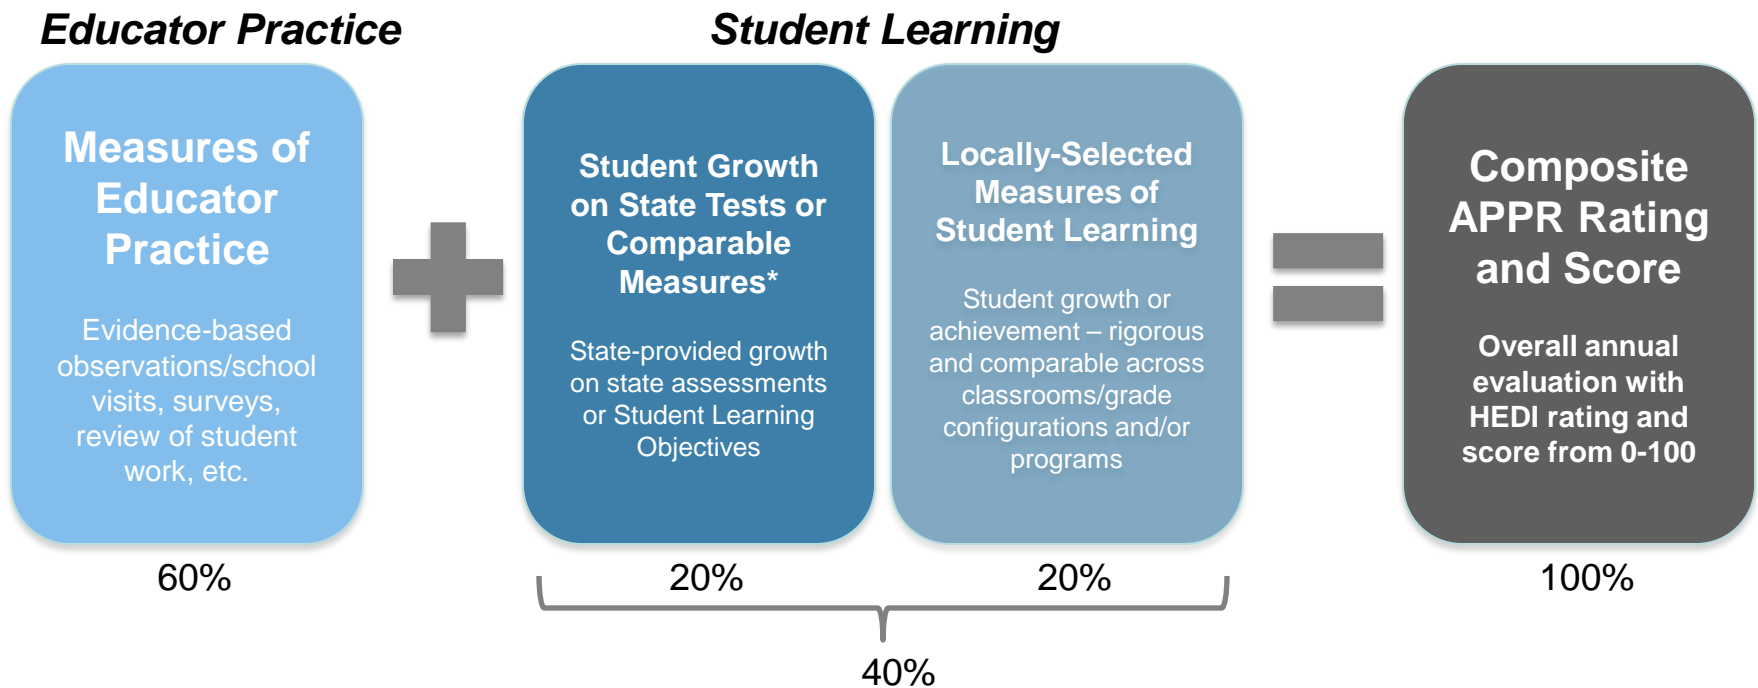 Educator Practice
Student Learning
Measures of
Educator
Practice
Evidence-based
observations/school
visits, surveys,
review of student
work, etc.
60%
Student Growth
on State Tests or
Comparable
Measures*
State-provided growth
on state assessments
or Student Learning
Objectives
20%
Locally-Selected
Measures of
Student Learning
Student growth or
achievement – rigorous
and comparable across
classrooms/grade
configurations and/or
programs
20%
40%
Composite
APPR Rating
and Score
Overall annual
evaluation with
HEDI rating and
score from 0-100
100%